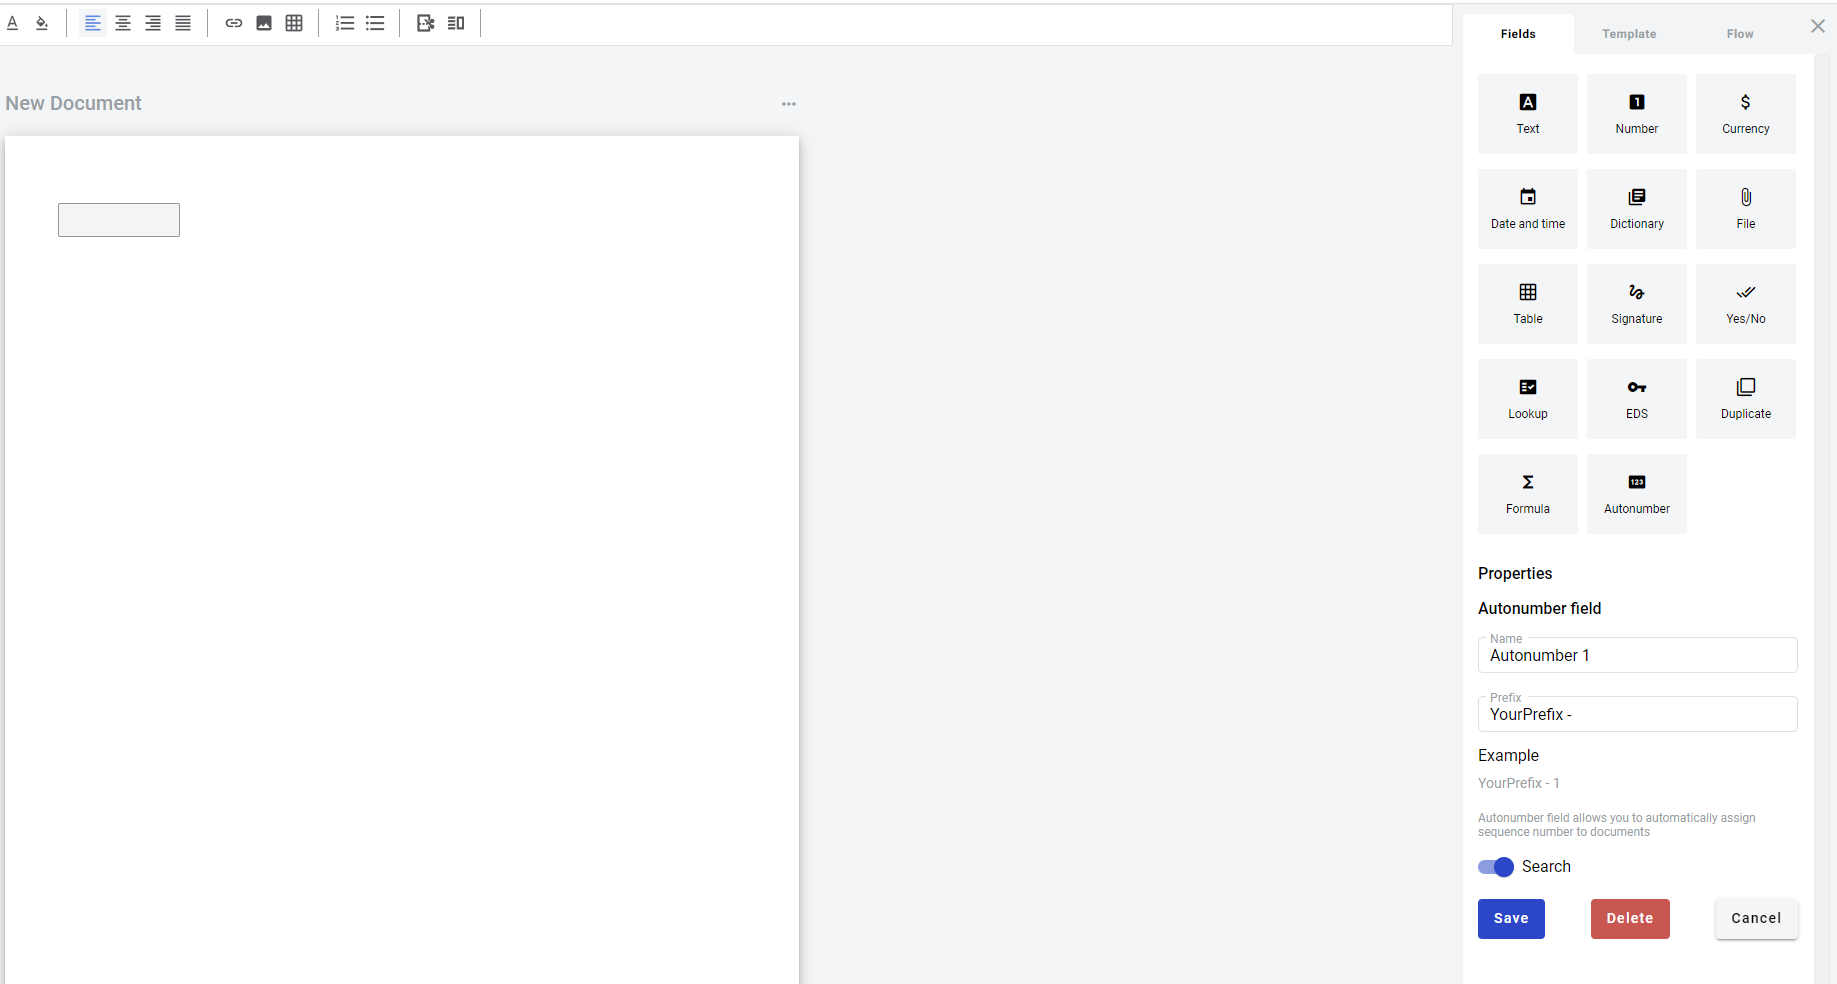 New Document
Fields
Template
Flow
Text
Number
Currency
Date and time
Dictionary
File
Table
Signature
Yes/No
Lookup
EDS
Duplicate
Formula
123
Autonumber
Properties
Autonumber field
Name
Autonumber 1
Prefix
YourPrefix -
Example
YourPrefix - 1
Autonumber field allows you to automatically assign
sequence number to documents
Search
Save
Delete
Cancel